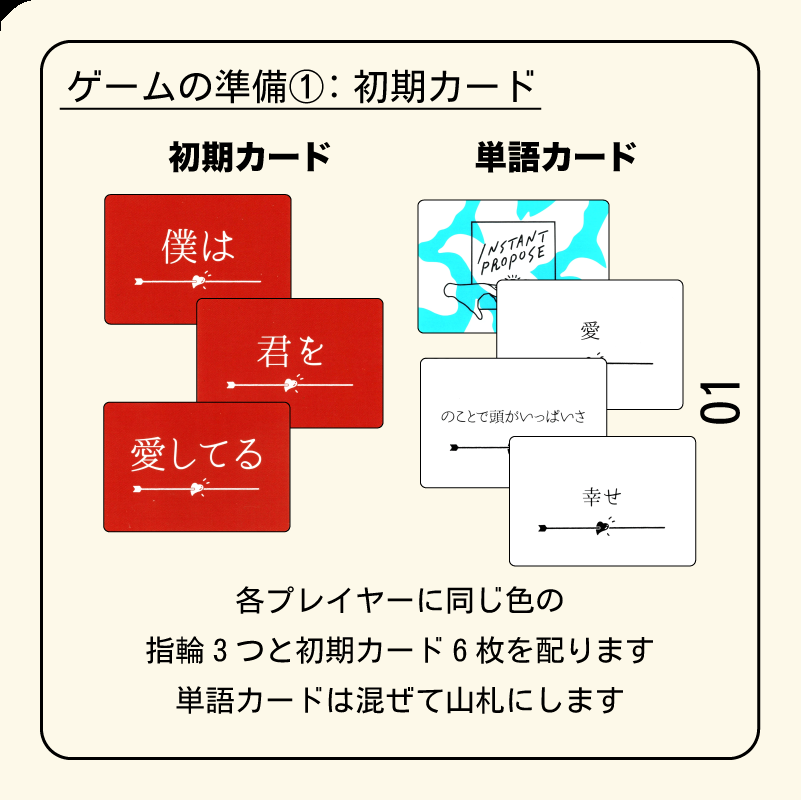 ゲームの準備①：初期カード
初期カード
僕は
君を
愛してる
単語カード
INSTANT
PROPOSE
愛
のことで頭がいっぱいさ
幸せ
01
各プレイヤーに同じ色の
指輪3つと初期カード6枚を配ります
単語カードは混ぜて山札にします